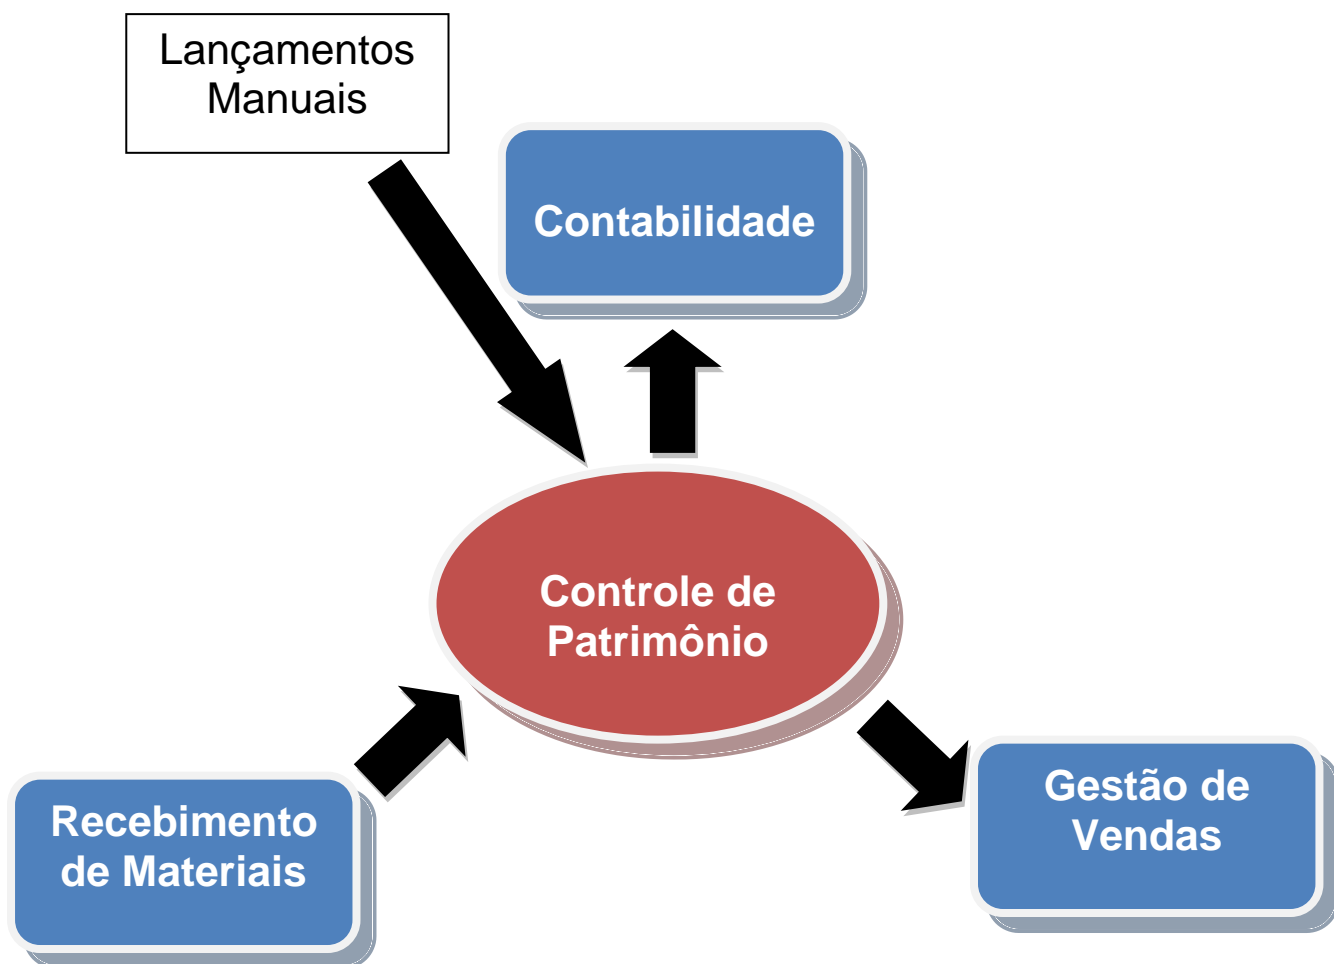 Lançamentos
Manuais
Contabilidade
Controle de
Patrimônio
Recebimento
de Materiais
Gestão de
Vendas